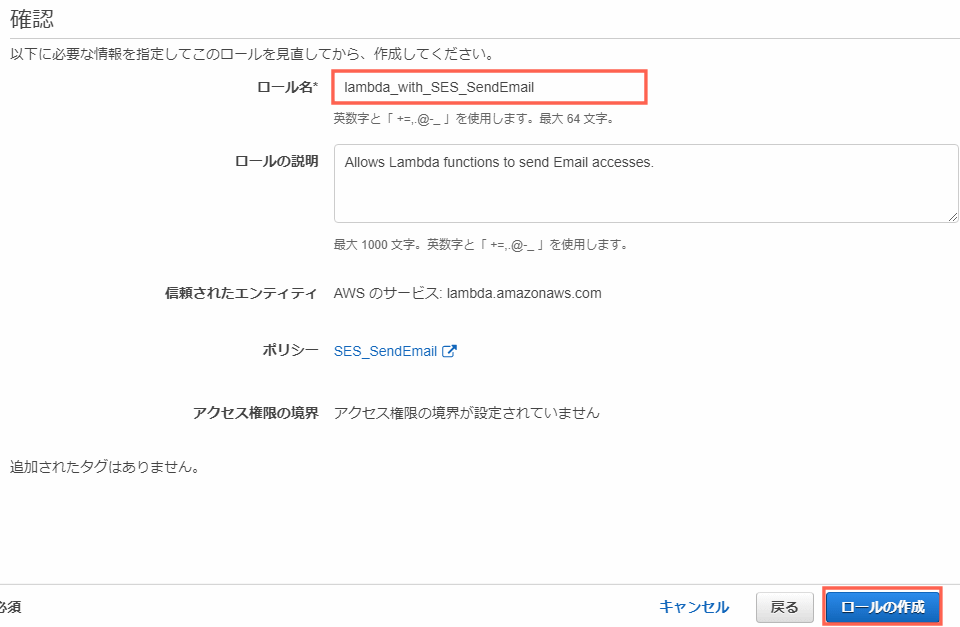 確認
以下に必要な情報を指定してこのロールを見直してから、作成してください。
ロール名* lambda_with_SES_SendEmail
英数字と「 +=,.@-_ 」を使用します。最大 64 文字。
ロールの説明 Allows Lambda functions to send Email accesses.
最大 1000 文字。英数字と「 +=,.@-_ 」を使用します。
信頼されたエンティティ AWS のサービス: lambda.amazonaws.com
ポリシー SES_SendEmail
アクセス権限の境界 アクセス権限の境界が設定されていません
追加されたタグはありません。
必須 キャンセル 戻る ロールの作成